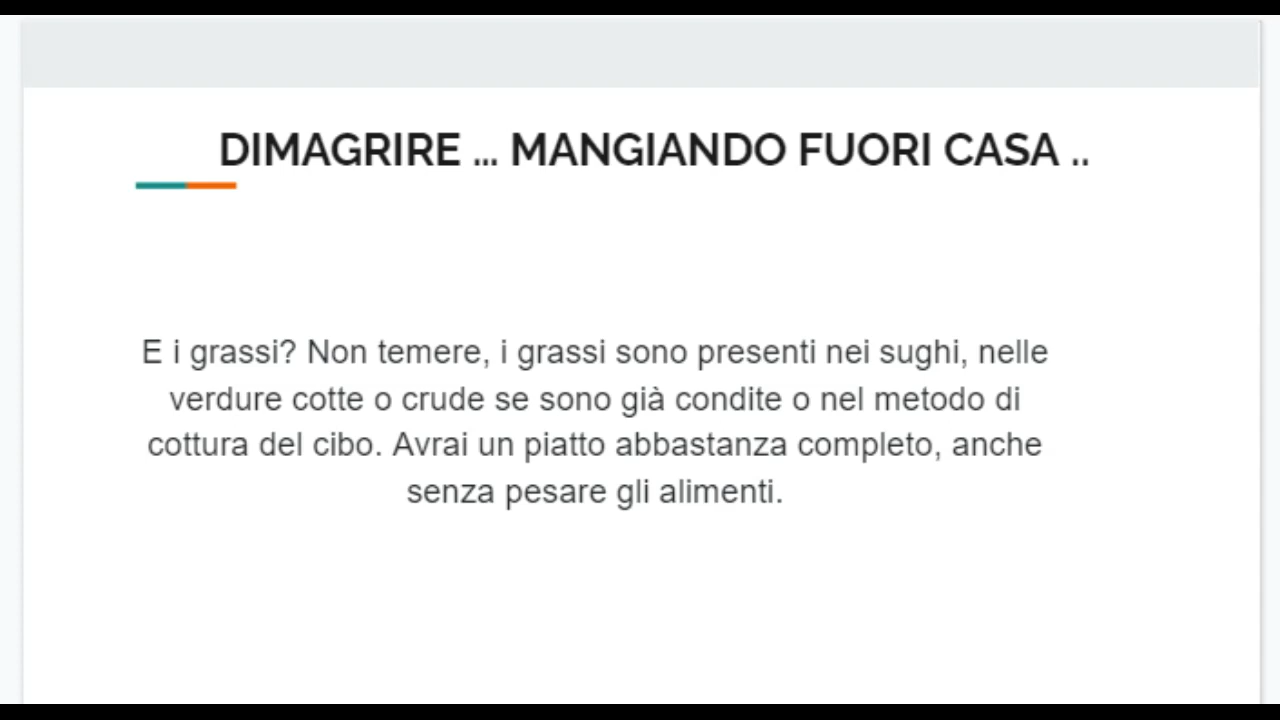 DIMAGRIRE ... MANGIANDO FUORI CASA ..
E i grassi? Non temere, i grassi sono presenti nei sughi, nelle
verdure cotte o crude se sono già condite o nel metodo di
cottura del cibo. Avrai un piatto abbastanza completo, anche
senza pesare gli alimenti.